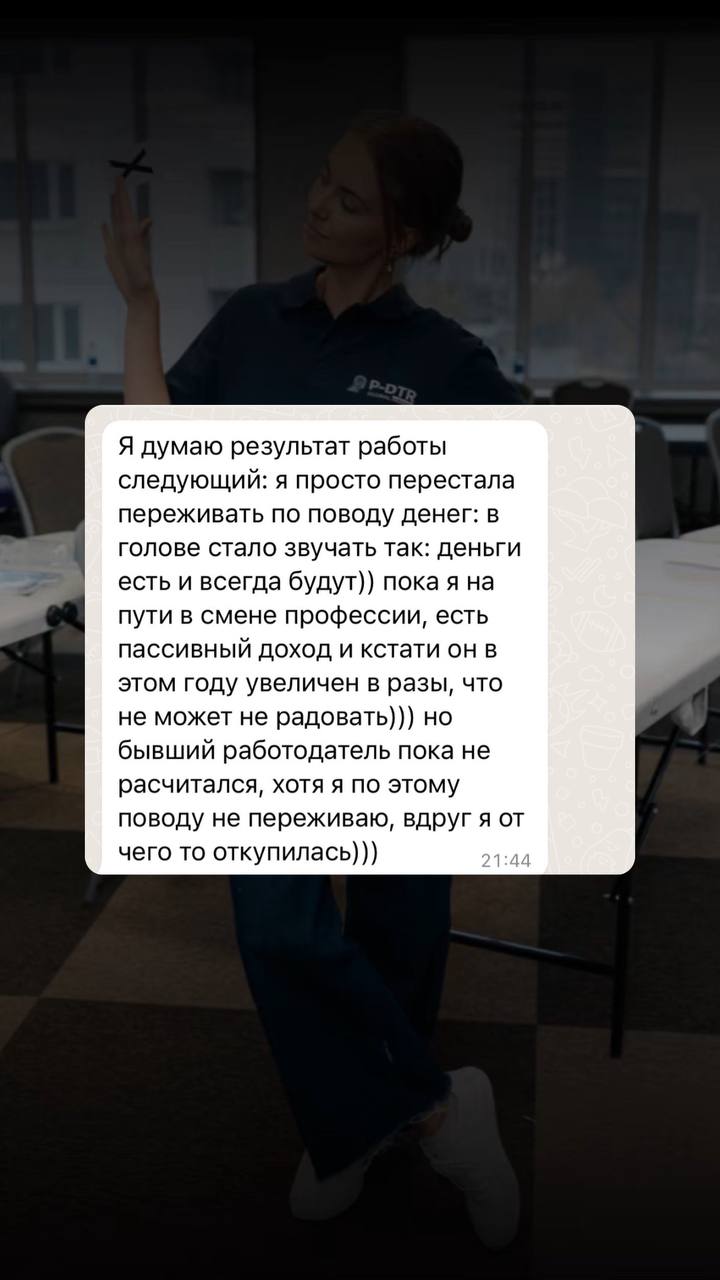 P-DTR
Я думаю результат работы
следующий: я просто перестала
переживать по поводу денег: в
голове стало звучать так: деньги
есть и всегда будут)) пока я на
пути в смене профессии, есть
пассивный доход и кстати он в
этом году увеличен в разы, что
не может не радовать))) но
бывший работодатель пока не
расчитался, хотя я по этому
поводу не переживаю, вдруг я от
чего то откупилась)))
21:44